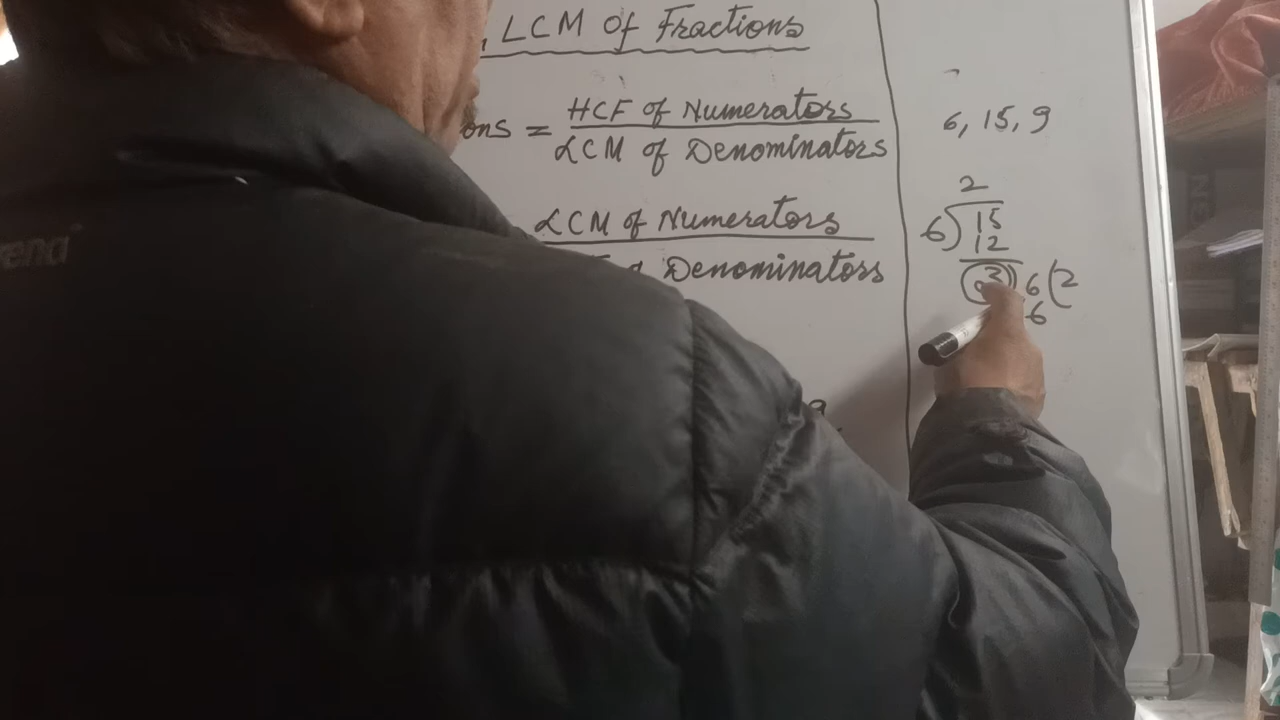 LCM of Fractions
ons = HCF of Numerators
LCM of Denominators
LCM of Numerators
Denominators
6, 15, 9
2
6) 15
12
3) 6 (2
6